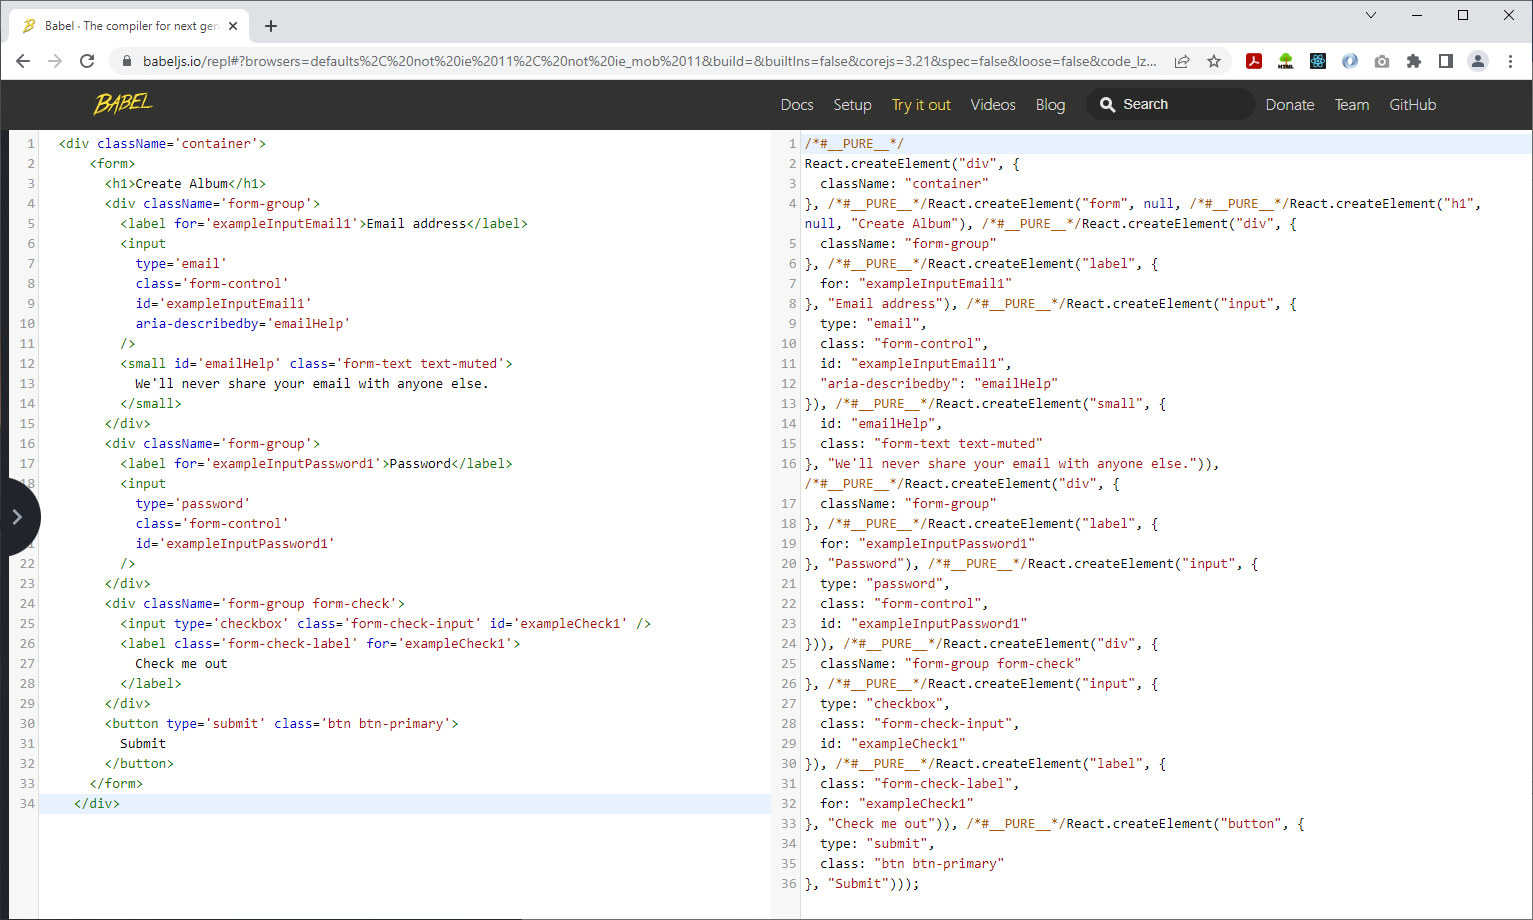 Babel · The compiler for next gen
babeljs.io/repl#?browsers=defaults%2C%20not%20ie%2011%2C%20not%20ie_mob%2011&build=&builtIns=false&corejs=3.21&spec=false&loose=false&code_lz...
BABEL
Docs Setup Try it out Videos Blog Search Donate Team GitHub
1 <div className='container'>
2 <form>
3 <h1>Create Album</h1>
4 <div className='form-group'>
5 <label for='exampleInputEmail1'>Email address</label>
6 <input
7 type='email'
8 class='form-control'
9 id='exampleInputEmail1'
10 aria-describedby='emailHelp'
11 />
12 <small id='emailHelp' class='form-text text-muted'>
13 We'll never share your email with anyone else.
14 </small>
15 </div>
16 <div className='form-group'>
17 <label for='exampleInputPassword1'>Password</label>
18 <input
type='password'
class='form-control'
id='exampleInputPassword1'
22 />
23 </div>
24 <div className='form-group form-check'>
25 <input type='checkbox' class='form-check-input' id='exampleCheck1' />
26 <label class='form-check-label' for='exampleCheck1'>
27 Check me out
28 </label>
29 </div>
30 <button type='submit' class='btn btn-primary'>
31 Submit
32 </button>
33 </form>
34 </div>
1 /*#__PURE__*/
2 React.createElement("div", {
3 className: "container"
4 }, /*#__PURE__*/React.createElement("form", null, /*#__PURE__*/React.createElement("h1",
null, "Create Album"), /*#__PURE__*/React.createElement("div", {
5 className: "form-group"
6 }, /*#__PURE__*/React.createElement("label", {
7 for: "exampleInputEmail1"
8 }, "Email address"), /*#__PURE__*/React.createElement("input", {
9 type: "email",
10 class: "form-control",
11 id: "exampleInputEmail1",
12 "aria-describedby": "emailHelp"
13 }), /*#__PURE__*/React.createElement("small", {
14 id: "emailHelp",
15 class: "form-text text-muted"
16 }, "We'll never share your email with anyone else.")),
/*#__PURE__*/React.createElement("div", {
17 className: "form-group"
18 }, /*#__PURE__*/React.createElement("label", {
19 for: "exampleInputPassword1"
20 }, "Password"), /*#__PURE__*/React.createElement("input", {
21 type: "password",
22 class: "form-control",
23 id: "exampleInputPassword1"
24 })), /*#__PURE__*/React.createElement("div", {
25 className: "form-group form-check"
26 }, /*#__PURE__*/React.createElement("input", {
27 type: "checkbox",
28 class: "form-check-input",
29 id: "exampleCheck1"
30 }), /*#__PURE__*/React.createElement("label", {
31 class: "form-check-label",
32 for: "exampleCheck1"
33 }, "Check me out")), /*#__PURE__*/React.createElement("button", {
34 type: "submit",
35 class: "btn btn-primary"
36 }, "Submit")));